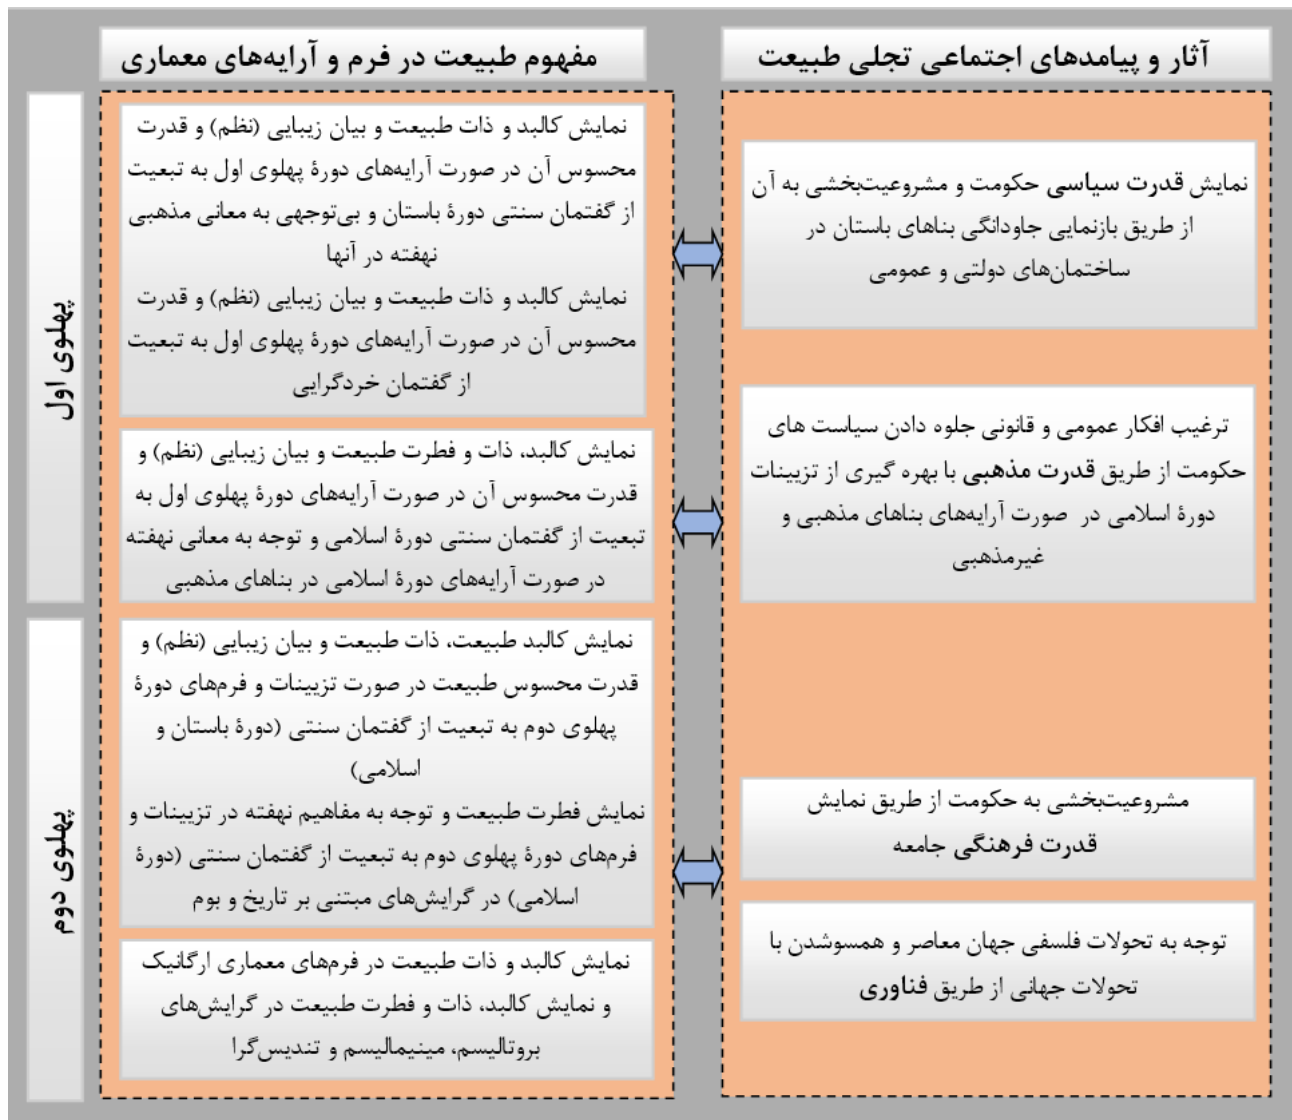 آثار و پیامدهای اجتماعی تجلی طبیعت
مفهوم طبیعت در فرم و آرایه‌های معماری
پهلوی اول
نمایش قدرت سیاسی حکومت و مشروعیت‌بخشی به آن
از طریق بازنمایی جاودانگی بناهای باستان در
ساختمان‌های دولتی و عمومی
نمایش کالبد و ذات طبیعت و بیان زیبایی (نظم) و قدرت
محسوس آن در صورت آرایه‌های دورۀ پهلوی اول به تبعیت
از گفتمان سنتی دورۀ باستان و بی‌توجهی به معانی مذهبی
نهفته در آنها
نمایش کالبد و ذات طبیعت و بیان زیبایی (نظم) و قدرت
محسوس آن در صورت آرایه‌های دورۀ پهلوی اول به تبعیت
از گفتمان خردگرایی
ترغیب افکار عمومی و قانونی جلوه دادن سیاست های
حکومت از طریق قدرت مذهبی با بهره گیری از تزیینات
دورۀ اسلامی در صورت آرایه‌های بناهای مذهبی و
غیرمذهبی
نمایش کالبد، ذات و فطرت طبیعت و بیان زیبایی (نظم) و
قدرت محسوس آن در صورت آرایه‌های دورۀ پهلوی اول به
تبعیت از گفتمان سنتی دورۀ اسلامی و توجه به معانی نهفته
در صورت آرایه‌های دورۀ اسلامی در بناهای مذهبی
پهلوی دوم
مشروعیت‌بخشی به حکومت از طریق نمایش
قدرت فرهنگی جامعه
نمایش کالبد طبیعت، ذات طبیعت و بیان زیبایی (نظم) و
قدرت محسوس طبیعت در صورت تزیینات و فرم‌های دورۀ
پهلوی دوم به تبعیت از گفتمان سنتی (دورۀ باستان و
اسلامی)
نمایش فطرت طبیعت و توجه به مفاهیم نهفته در تزیینات و
فرم‌های دورۀ پهلوی دوم به تبعیت از گفتمان سنتی (دورۀ
اسلامی) در گرایش‌های مبتنی بر تاریخ و بوم
توجه به تحولات فلسفی جهان معاصر و همسوشدن با
تحولات جهانی از طریق فناوری
نمایش کالبد و ذات طبیعت در فرم‌های معماری ارگانیک
و نمایش کالبد، ذات و فطرت طبیعت در گرایش‌های
بروتالیسم، مینیمالیسم و تندیس‌گرا